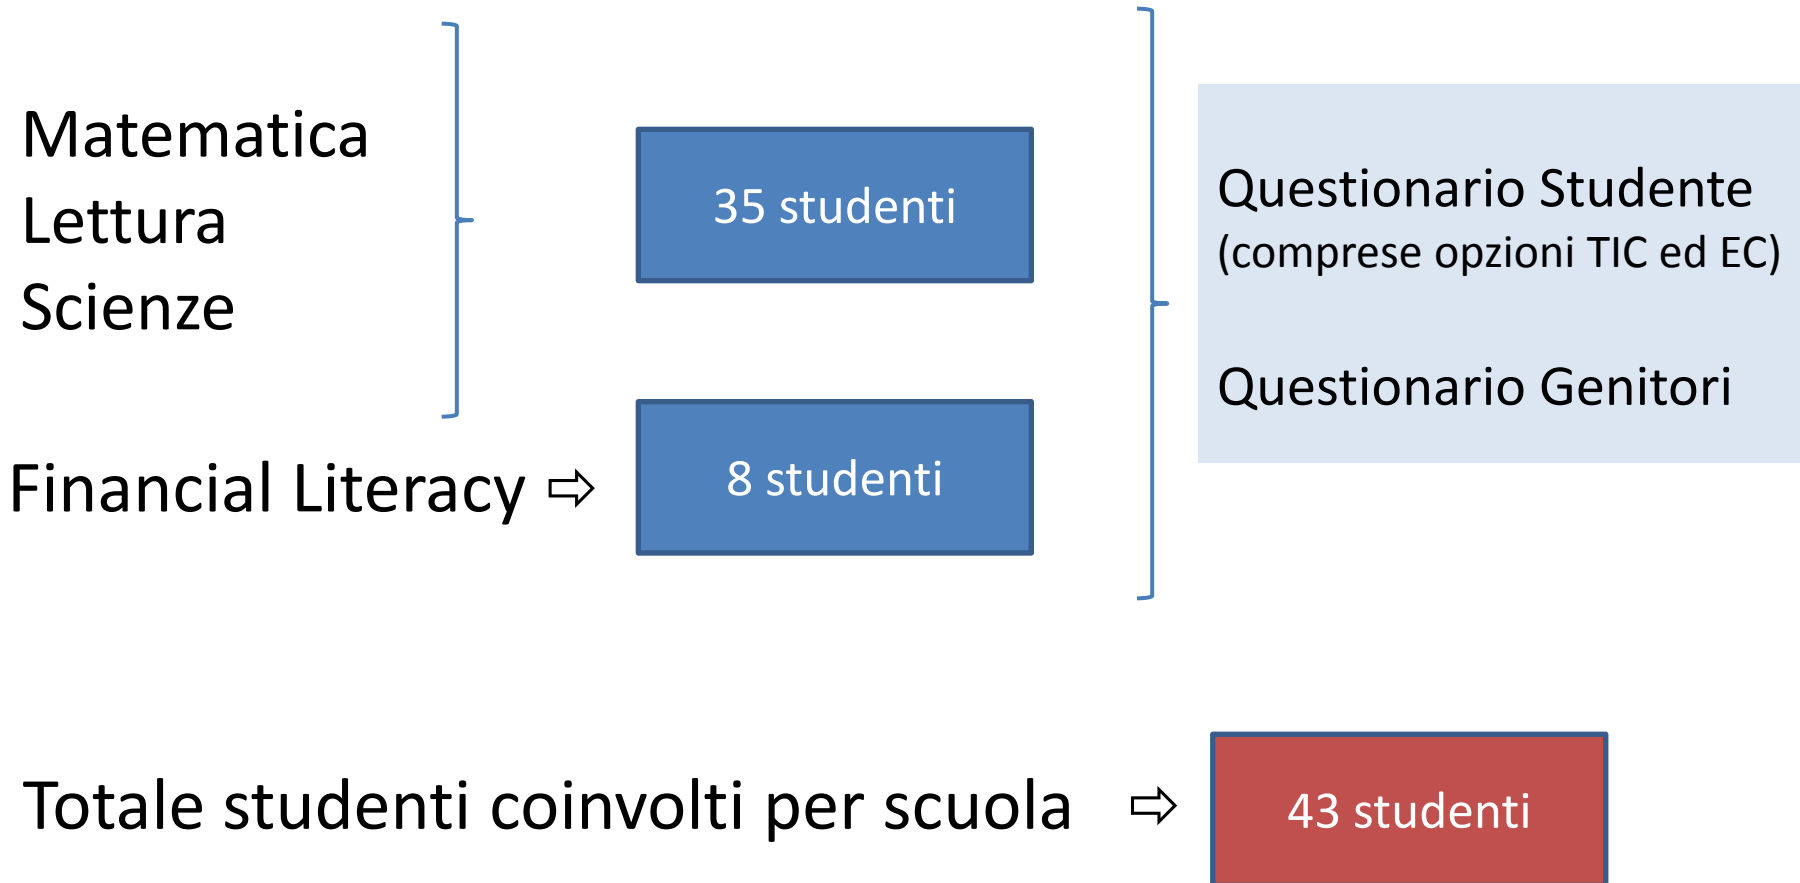 Matematica
Lettura
Scienze
35 studenti
Financial Literacy ⇨
8 studenti
Questionario Studente
(comprese opzioni TIC ed EC)
Questionario Genitori
Totale studenti coinvolti per scuola ⇨
43 studenti